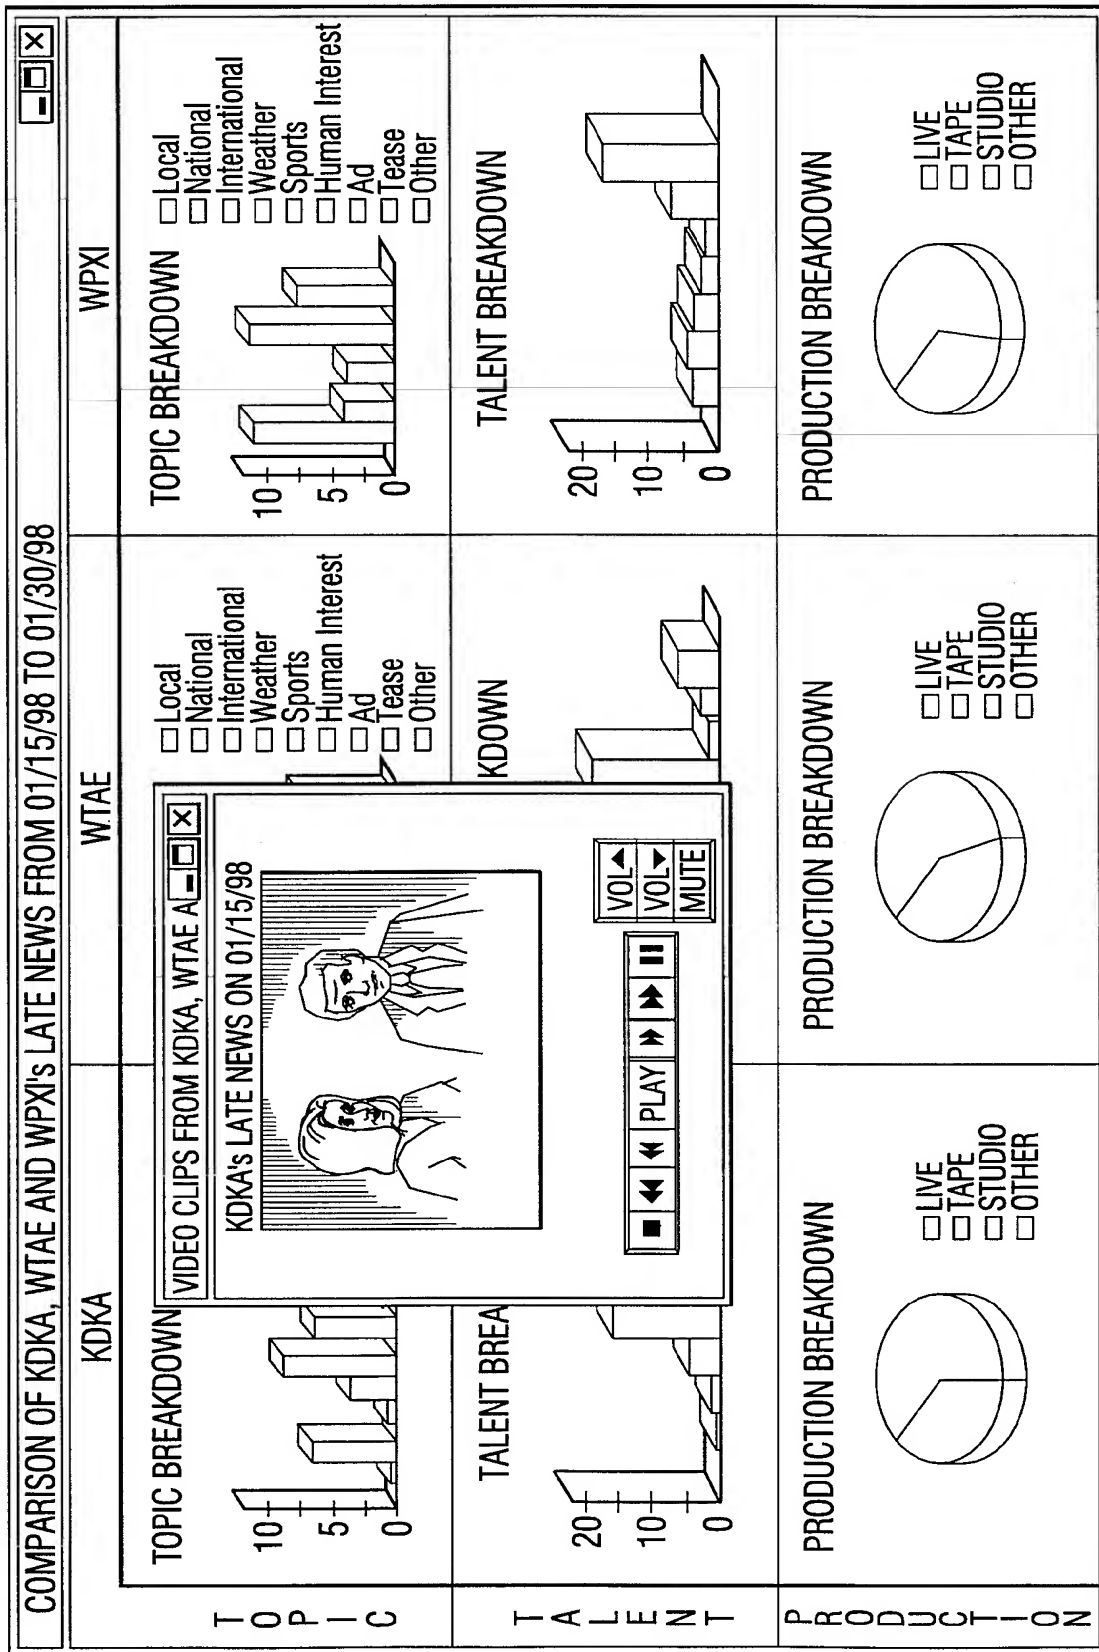 COMPARISON OF KDKA, WTAE AND WPXI's LATE NEWS FROM 01/15/98 TO 01/30/98
KDKA
WTAE
WPXI
TOPIC
TOPIC BREAKDOWN
10
5
0
VIDEO CLIPS FROM KDKA, WTAE A
KDKA's LATE NEWS ON 01/15/98
PLAY
VOL
VOL
MUTE
Local
National
International
Weather
Sports
Human Interest
Ad
Tease
Other
TOPIC BREAKDOWN
10
5
0
Local
National
International
Weather
Sports
Human Interest
Ad
Tease
Other
TALENT
TALENT BREA
20
10
0
KDOWN
TALENT BREAKDOWN
20
10
0
PRODUCTION
PRODUCTION BREAKDOWN
LIVE
TAPE
STUDIO
OTHER
PRODUCTION BREAKDOWN
LIVE
TAPE
STUDIO
OTHER
PRODUCTION BREAKDOWN
LIVE
TAPE
STUDIO
OTHER